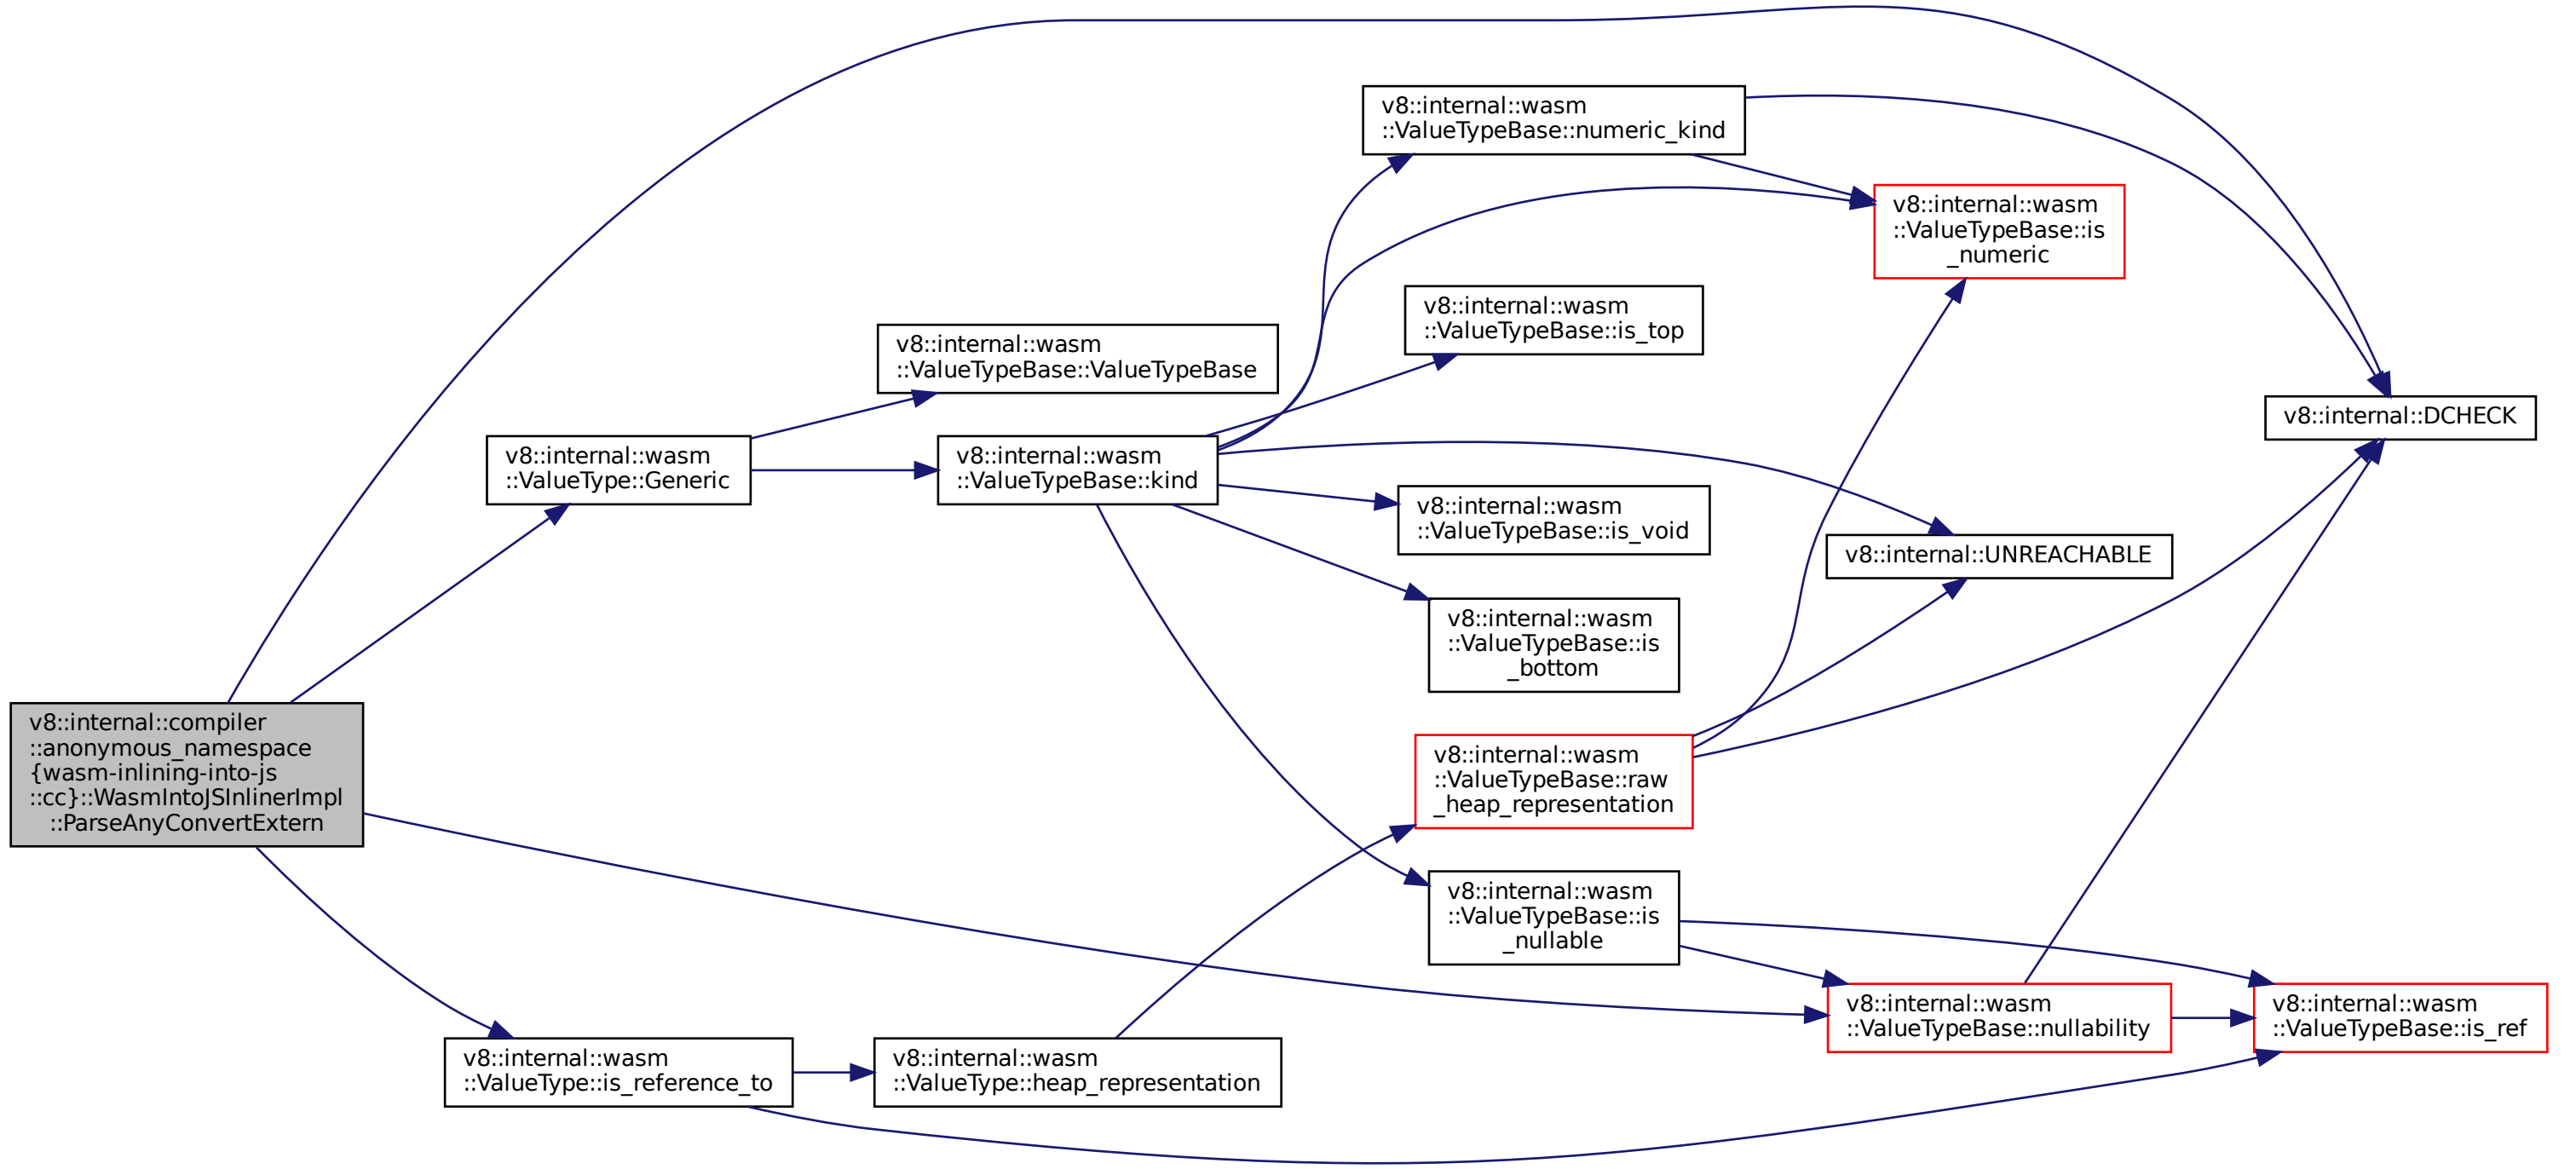 v8::internal::wasm
::ValueTypeBase::numeric_kind
v8::internal::wasm
::ValueTypeBase::is
_numeric
v8::internal::wasm
::ValueTypeBase::is_top
v8::internal::wasm
::ValueTypeBase::ValueTypeBase
v8::internal::DCHECK
v8::internal::wasm
::ValueType::Generic
v8::internal::wasm
::ValueTypeBase::kind
v8::internal::wasm
::ValueTypeBase::is_void
v8::internal::UNREACHABLE
v8::internal::wasm
::ValueTypeBase::is
_bottom
v8::internal::compiler
::anonymous_namespace
{wasm-inlining-into-js
::cc}::WasmIntoJSInlinerImpl
::ParseAnyConvertExtern
v8::internal::wasm
::ValueTypeBase::raw
_heap_representation
v8::internal::wasm
::ValueTypeBase::is
_nullable
v8::internal::wasm
::ValueTypeBase::nullability
v8::internal::wasm
::ValueTypeBase::is_ref
v8::internal::wasm
::ValueType::is_reference_to
v8::internal::wasm
::ValueType::heap_representation